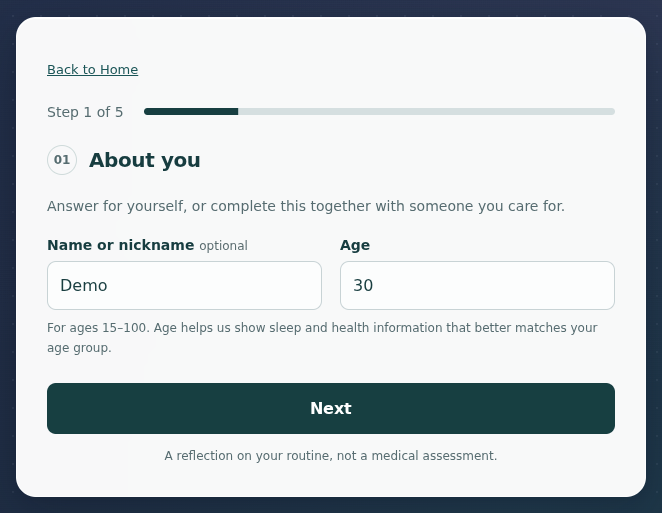 Back to Home
Step 1 of 5
01 About you
Answer for yourself, or complete this together with someone you care for.
Name or nickname optional Age
Demo 30
For ages 15–100. Age helps us show sleep and health information that better matches your
age group.
Next
A reflection on your routine, not a medical assessment.